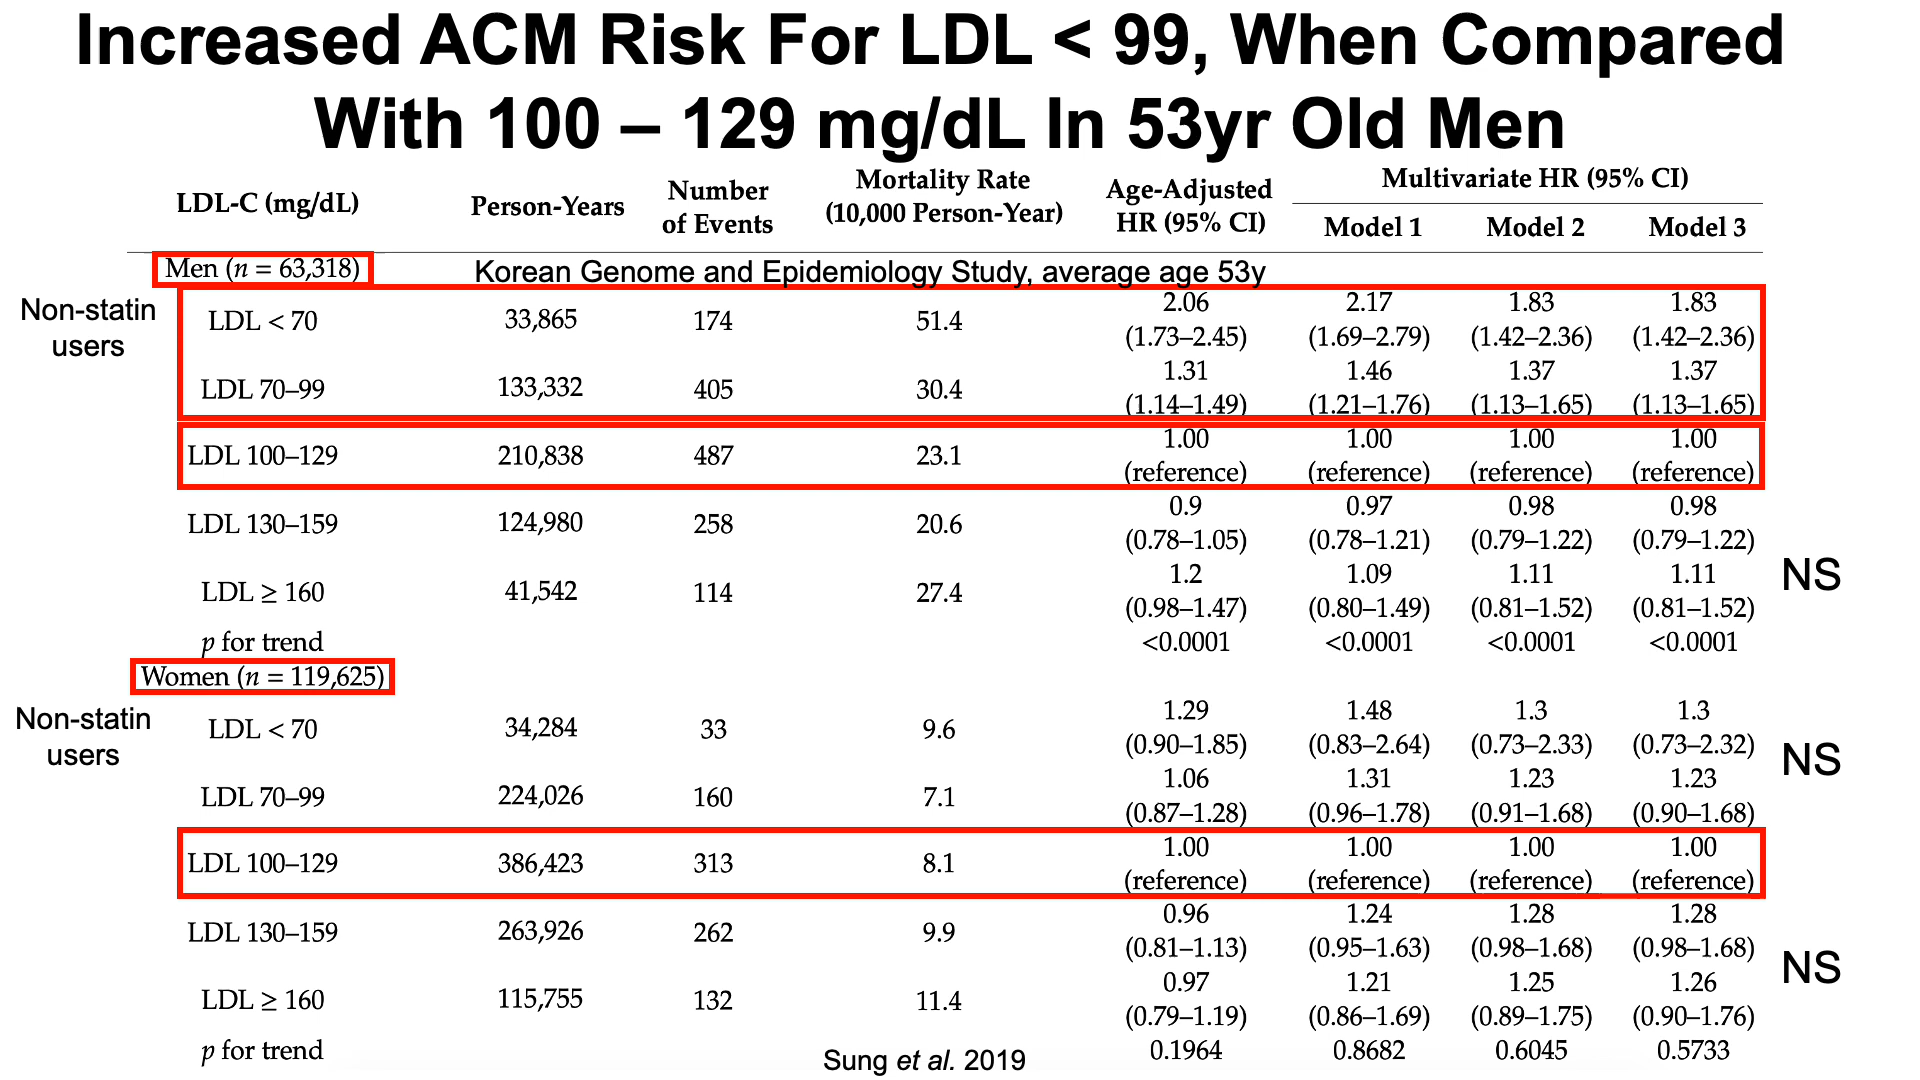 Increased ACM Risk For LDL < 99, When Compared
With 100 – 129 mg/dL In 53yr Old Men
LDL-C (mg/dL) Person-Years Number of Events Mortality Rate (10,000 Person-Year) Age-Adjusted HR (95% CI) Multivariate HR (95% CI)
Model 1 Model 2 Model 3
Men (n = 63,318) Korean Genome and Epidemiology Study, average age 53y
Non-statin
users
LDL < 70 33,865 174 51.4 2.06 2.17 1.83 1.83
(1.73–2.45) (1.69–2.79) (1.42–2.36) (1.42–2.36)
LDL 70–99 133,332 405 30.4 1.31 1.46 1.37 1.37
(1.14–1.49) (1.21–1.76) (1.13–1.65) (1.13–1.65)
LDL 100–129 210,838 487 23.1 1.00 1.00 1.00 1.00
(reference) (reference) (reference) (reference)
LDL 130–159 124,980 258 20.6 0.9 0.97 0.98 0.98
(0.78–1.05) (0.78–1.21) (0.79–1.22) (0.79–1.22)
NS
LDL ≥ 160 41,542 114 27.4 1.2 1.09 1.11 1.11
(0.98–1.47) (0.80–1.49) (0.81–1.52) (0.81–1.52)
p for trend <0.0001 <0.0001 <0.0001 <0.0001
Women (n = 119,625)
Non-statin
users
LDL < 70 34,284 33 9.6 1.29 1.48 1.3 1.3
(0.90–1.85) (0.83–2.64) (0.73–2.33) (0.73–2.32)
NS
LDL 70–99 224,026 160 7.1 1.06 1.31 1.23 1.23
(0.87–1.28) (0.96–1.78) (0.91–1.68) (0.90–1.68)
LDL 100–129 386,423 313 8.1 1.00 1.00 1.00 1.00
(reference) (reference) (reference) (reference)
LDL 130–159 263,926 262 9.9 0.96 1.24 1.28 1.28
(0.81–1.13) (0.95–1.63) (0.98–1.68) (0.98–1.68)
NS
LDL ≥ 160 115,755 132 11.4 0.97 1.21 1.25 1.26
(0.79–1.19) (0.86–1.69) (0.89–1.75) (0.90–1.76)
p for trend 0.1964 0.8682 0.6045 0.5733
Sung et al. 2019